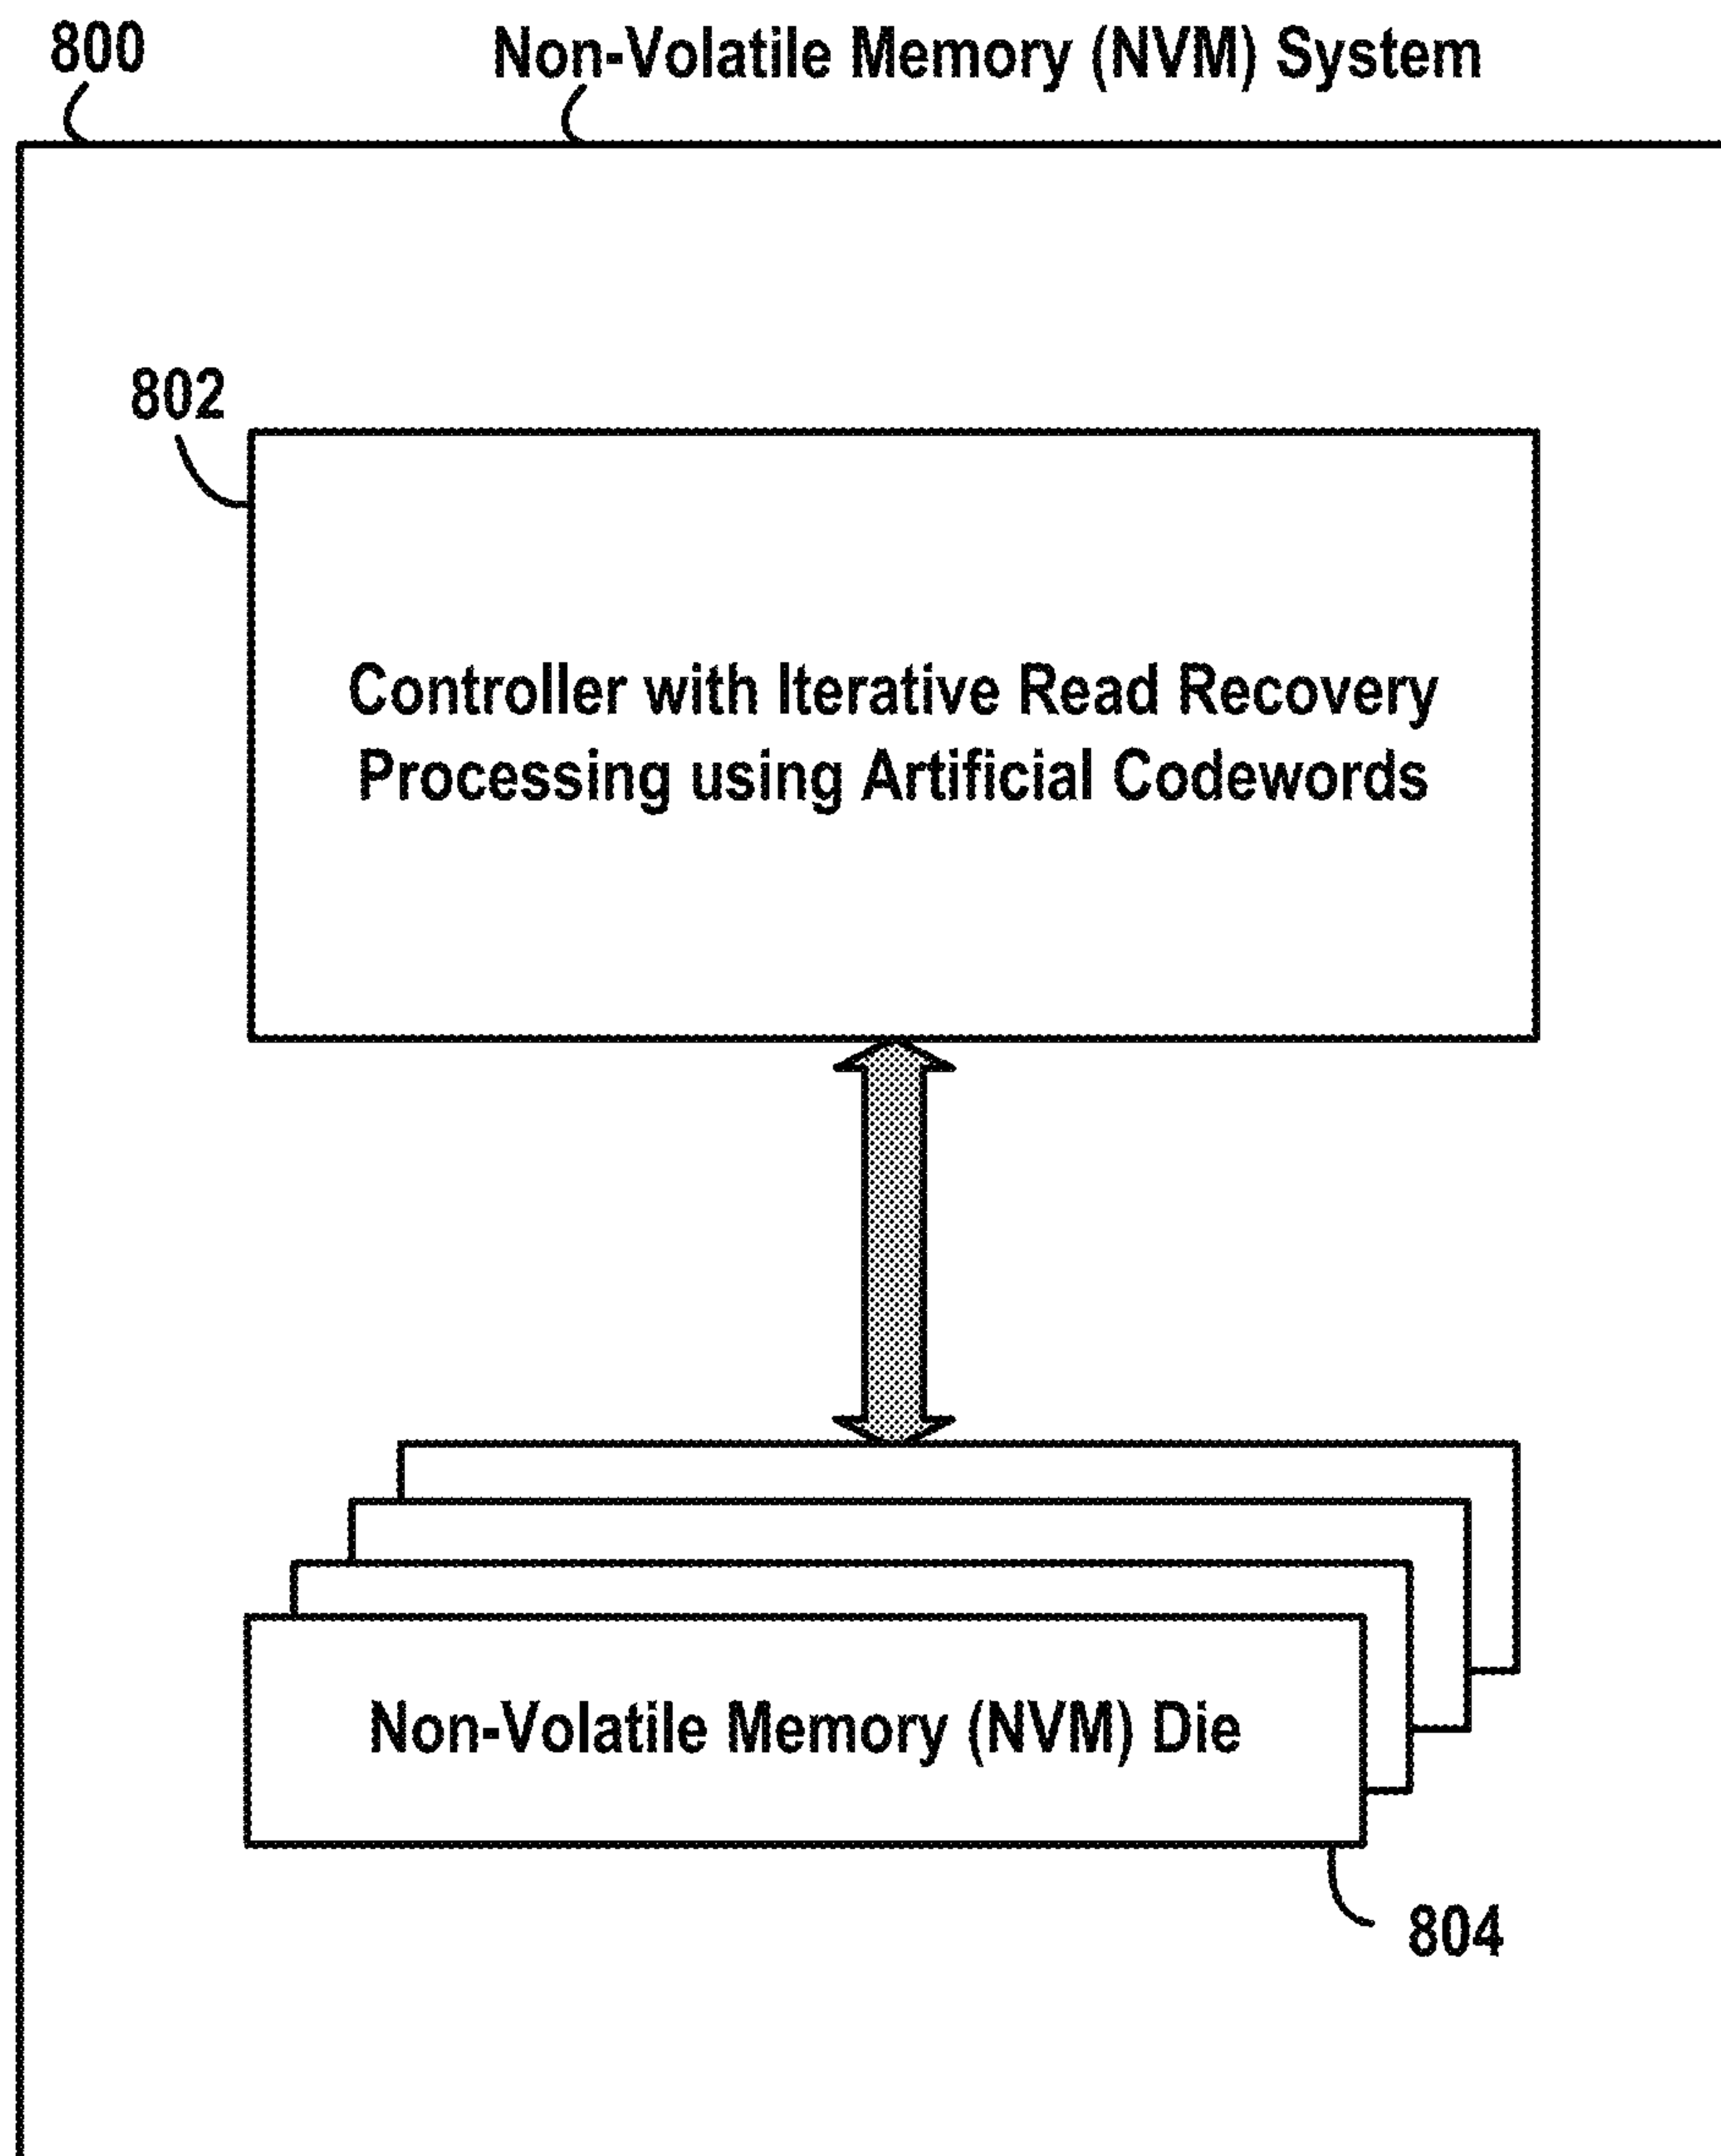 800
Non-Volatile Memory (NVM) System
802
Controller with Iterative Read Recovery
Processing using Artificial Codewords
Non-Volatile Memory (NVM) Die
804